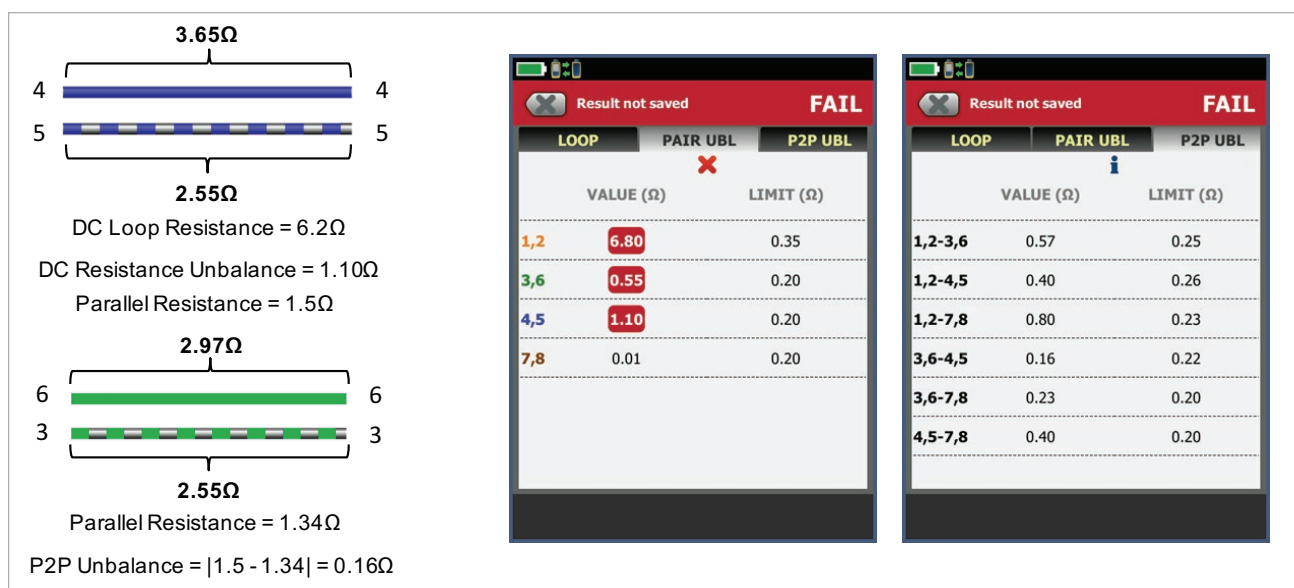 3.65Ω
4 4
5 5
2.55Ω
DC Loop Resistance = 6.2Ω
DC Resistance Unbalance = 1.10Ω
Parallel Resistance = 1.5Ω
2.97Ω
6 6
3 3
2.55Ω
Parallel Resistance = 1.34Ω
P2P Unbalance = |1.5 - 1.34| = 0.16Ω
Result not saved FAIL
LOOP PAIR UBL P2P UBL
VALUE (Ω) LIMIT (Ω)
1,2 6.80 0.35
3,6 0.55 0.20
4,5 1.10 0.20
7,8 0.01 0.20
Result not saved FAIL
LOOP PAIR UBL P2P UBL
i
VALUE (Ω) LIMIT (Ω)
1,2-3,6 0.57 0.25
1,2-4,5 0.40 0.26
1,2-7,8 0.80 0.23
3,6-4,5 0.16 0.22
3,6-7,8 0.23 0.20
4,5-7,8 0.40 0.20